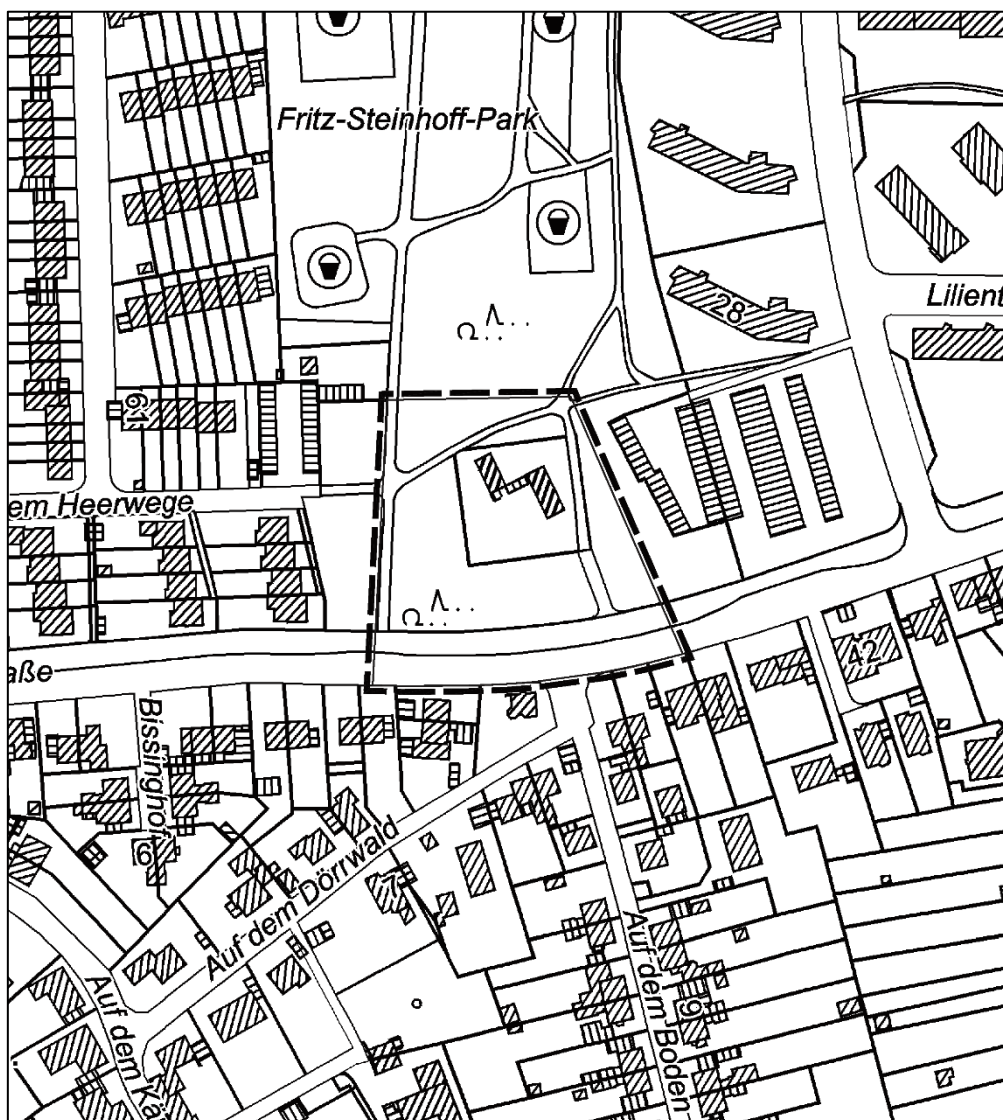 Fritz-Steinhoff-Park
Lilient
28
61
em Heerwege
aße
42
Bissinghof
9
Auf dem Dörrwald
7
Auf dem Boden
9
Auf dem Kä